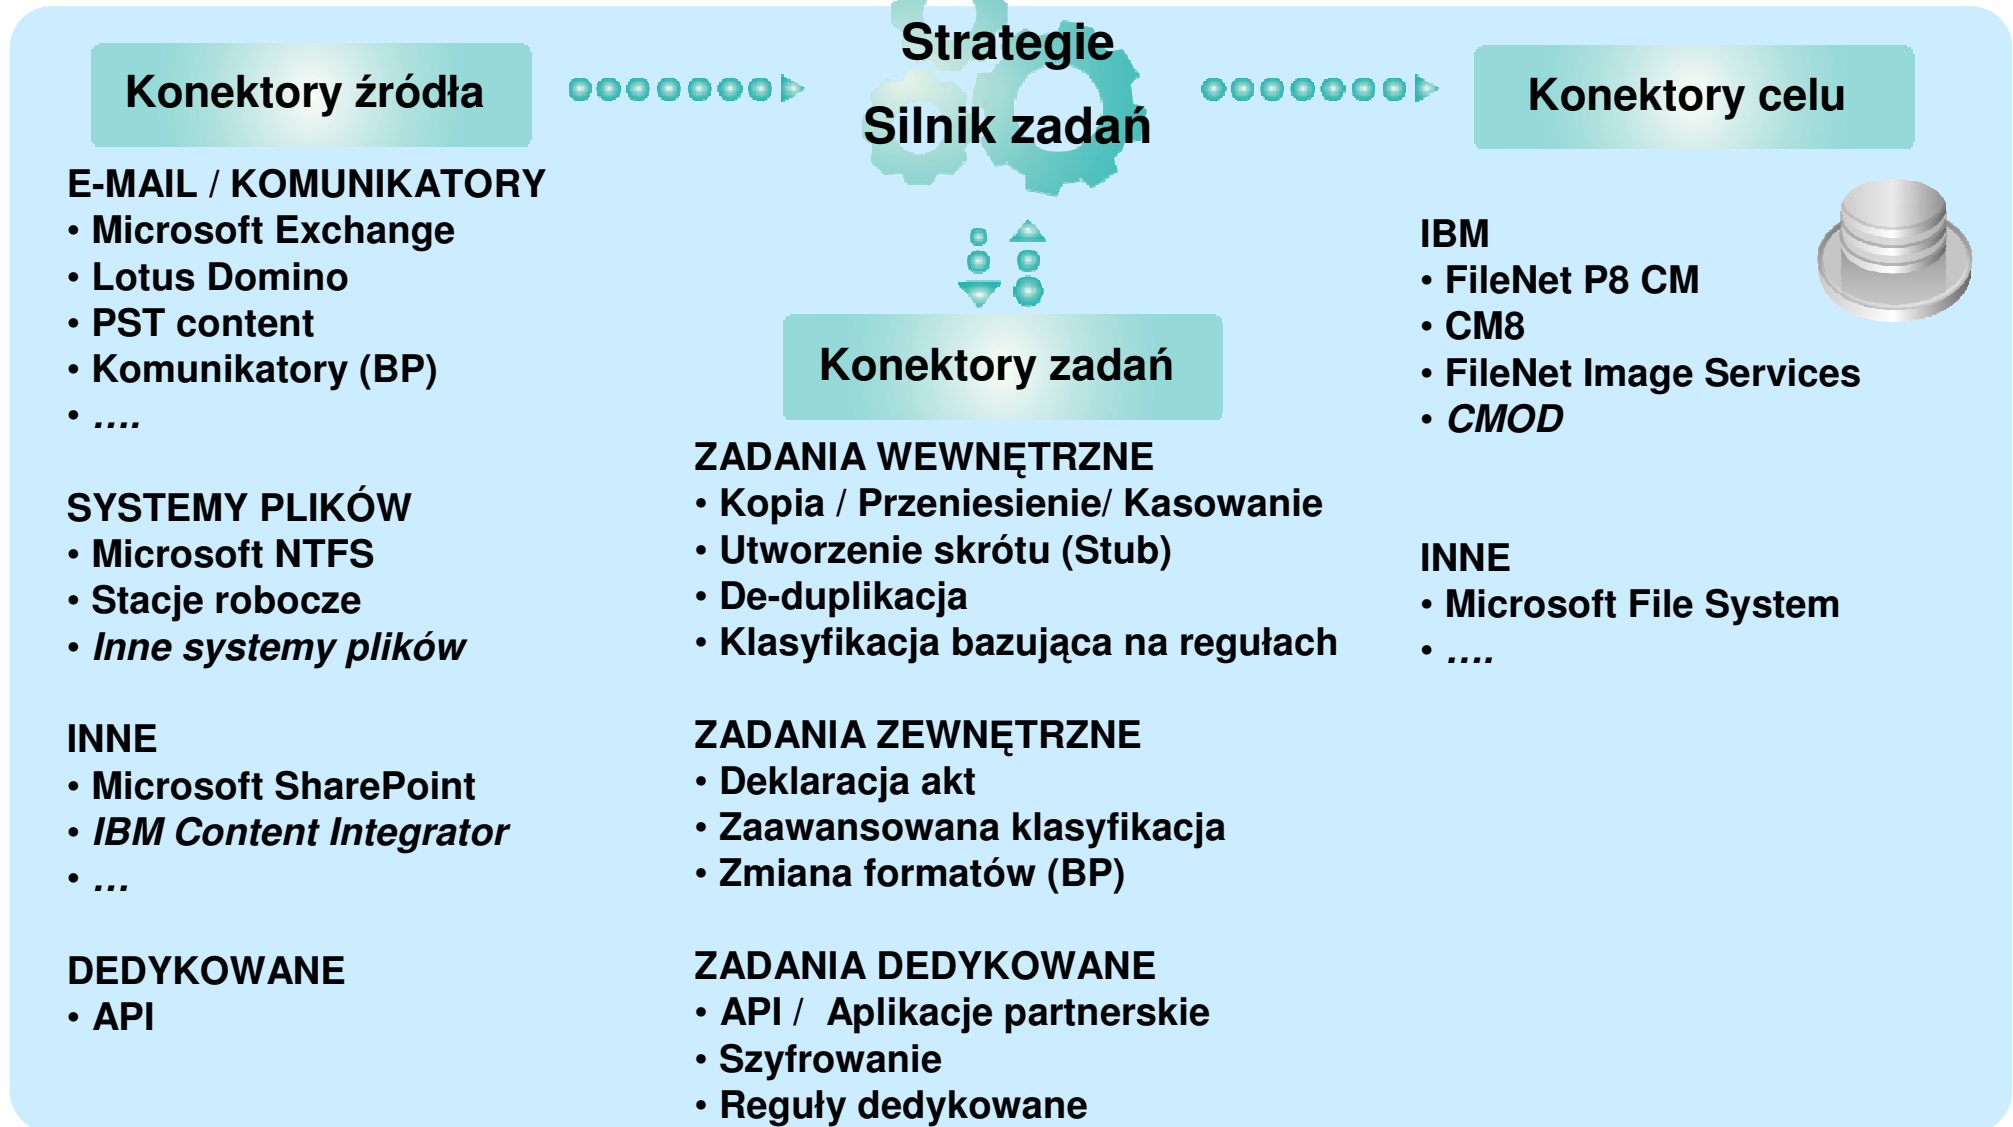 Strategie
Silnik zadań
Konektory źródła
E-MAIL / KOMUNIKATORY
• Microsoft Exchange
• Lotus Domino
• PST content
• Komunikatory (BP)
• ….
SYSTEMY PLIKÓW
• Microsoft NTFS
• Stacje robocze
• Inne systemy plików
INNE
• Microsoft SharePoint
• IBM Content Integrator
• …
DEDYKOWANE
• API
Konektory zadań
ZADANIA WEWNĘTRZNE
• Kopia / Przeniesienie/ Kasowanie
• Utworzenie skrótu (Stub)
• De-duplikacja
• Klasyfikacja bazująca na regułach
ZADANIA ZEWNĘTRZNE
• Deklaracja akt
• Zaawansowana klasyfikacja
• Zmiana formatów (BP)
ZADANIA DEDYKOWANE
• API / Aplikacje partnerskie
• Szyfrowanie
• Reguły dedykowane
Konektory celu
IBM
• FileNet P8 CM
• CM8
• FileNet Image Services
• CMOD
INNE
• Microsoft File System
• ….